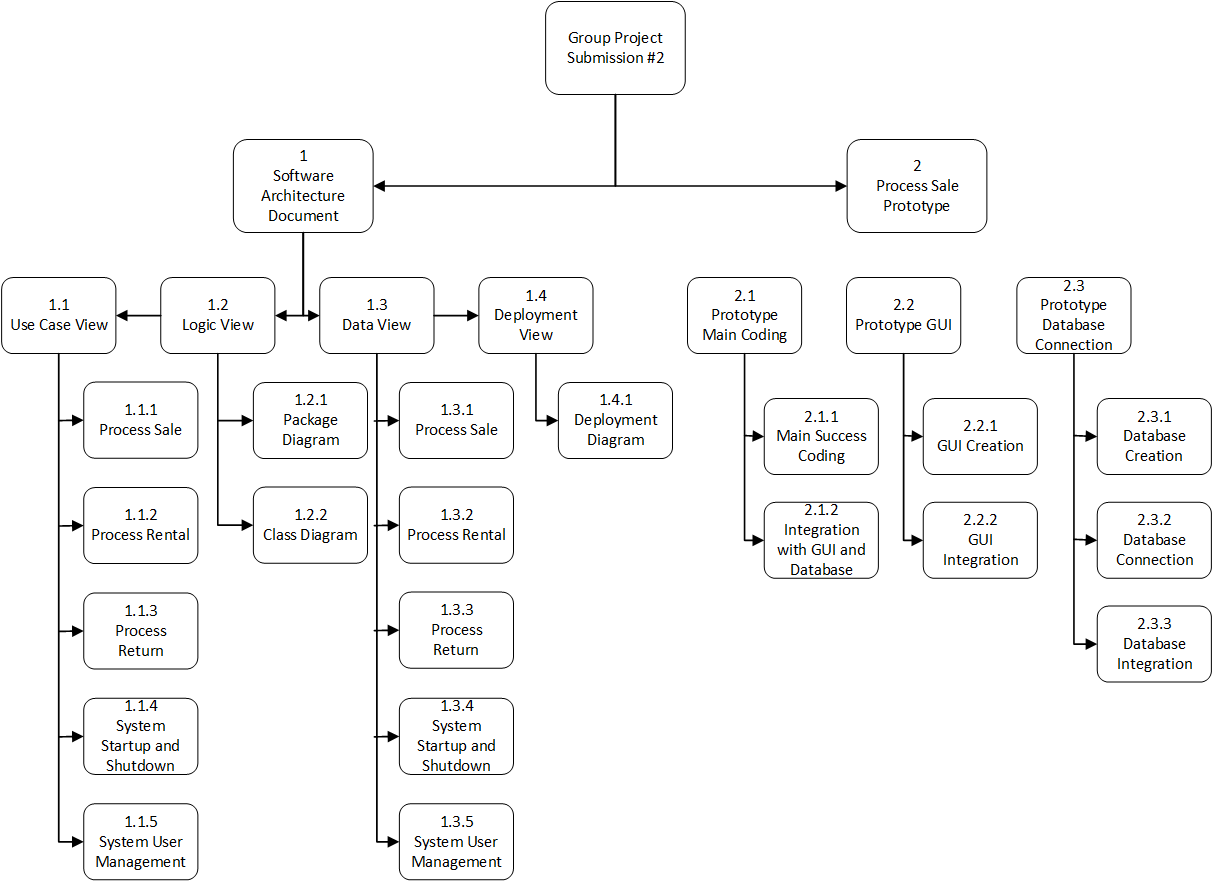 Group Project
Submission #2
1
Software
Architecture
Document
2
Process Sale
Prototype
1.1
Use Case View
1.2
Logic View
1.3
Data View
1.4
Deployment
View
2.1
Prototype
Main Coding
2.2
Prototype GUI
2.3
Prototype
Database
Connection
1.1.1
Process Sale
1.2.1
Package
Diagram
1.3.1
Process Sale
1.4.1
Deployment
Diagram
2.1.1
Main Success
Coding
2.2.1
GUI Creation
2.3.1
Database
Creation
1.1.2
Process Rental
1.2.2
Class Diagram
1.3.2
Process Rental
2.1.2
Integration
with GUI and
Database
2.2.2
GUI
Integration
2.3.2
Database
Connection
1.1.3
Process
Return
1.3.3
Process
Return
2.3.3
Database
Integration
1.1.4
System
Startup and
Shutdown
1.3.4
System
Startup and
Shutdown
1.1.5
System User
Management
1.3.5
System User
Management